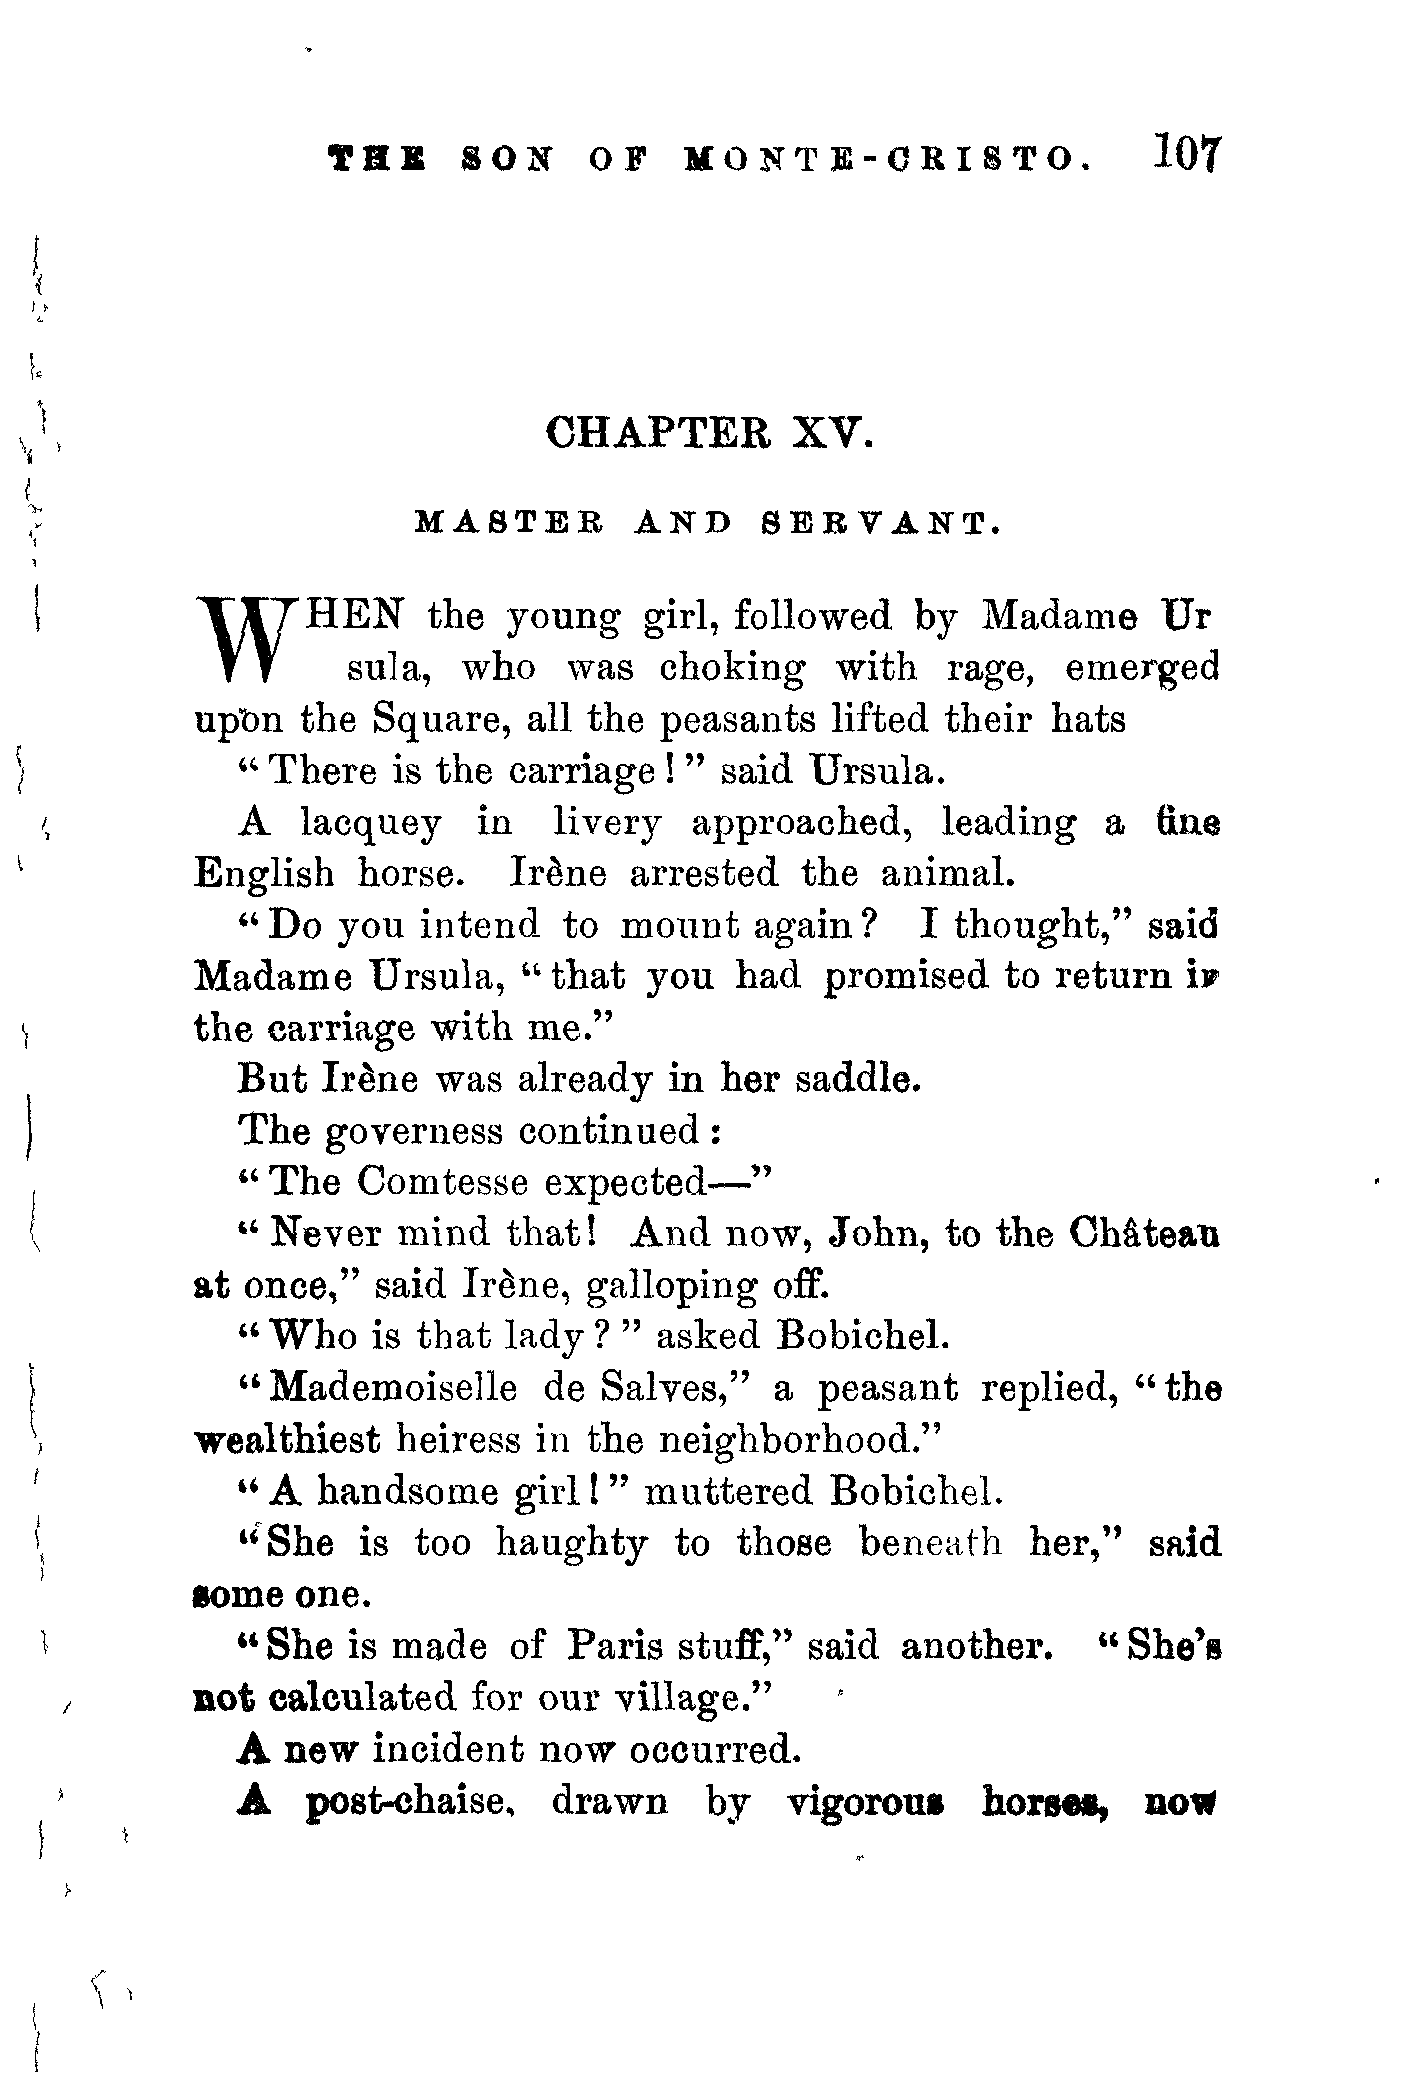 THE SON OF MONTE-CRISTO. 107
CHAPTER XV.
MASTER AND SERVANT.
WHEN the young girl, followed by Madame Ur
sula, who was choking with rage, emerged
upon the Square, all the peasants lifted their hats
“There is the carriage!” said Ursula.
A lacquey in livery approached, leading a fine
English horse. Irène arrested the animal.
“Do you intend to mount again? I thought,” said
Madame Ursula, “that you had promised to return in
the carriage with me.”
But Irène was already in her saddle.
The governess continued:
“The Comtesse expected—”
“Never mind that! And now, John, to the Château
at once,” said Irène, galloping off.
“Who is that lady?” asked Bobichel.
“Mademoiselle de Salves,” a peasant replied, “the
wealthiest heiress in the neighborhood.”
“A handsome girl!” muttered Bobichel.
“She is too haughty to those beneath her,” said
some one.
“She is made of Paris stuff,” said another. “She’s
not calculated for our village.”
A new incident now occurred.
A post-chaise, drawn by vigorous horses, now